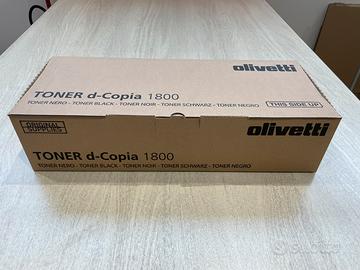 TONER d-Copia 1800
TONER NERO - TONER BLACK - TONER NOIR - TONER SCHWARZ - TONER NEGRO
olivetti
THIS SIDE UP
ORIGINAL
SUPPLIES
olivetti
TONER d-Copia 1800
TONER NERO - TONER BLACK - TONER NOIR - TONER SCHWARZ - TONER NEGRO
subito